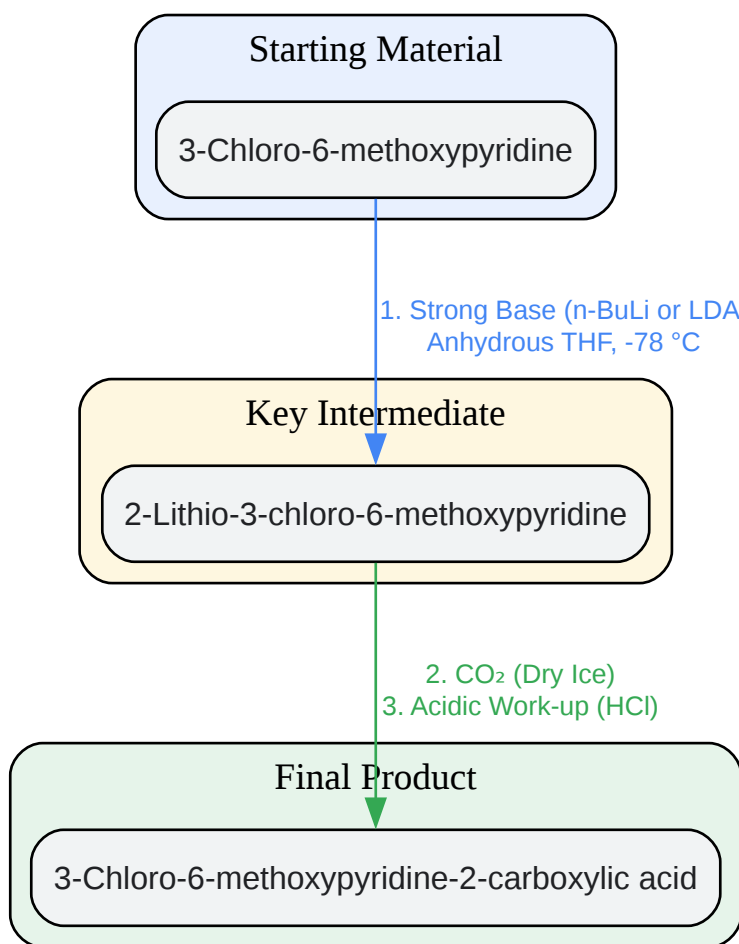 Starting Material
3-Chloro-6-methoxypyridine
1. Strong Base (n-BuLi or LDA
Anhydrous THF, -78 °C
Key Intermediate
2-Lithio-3-chloro-6-methoxypyridine
2. CO₂ (Dry Ice)
3. Acidic Work-up (HCl)
Final Product
3-Chloro-6-methoxypyridine-2-carboxylic acid